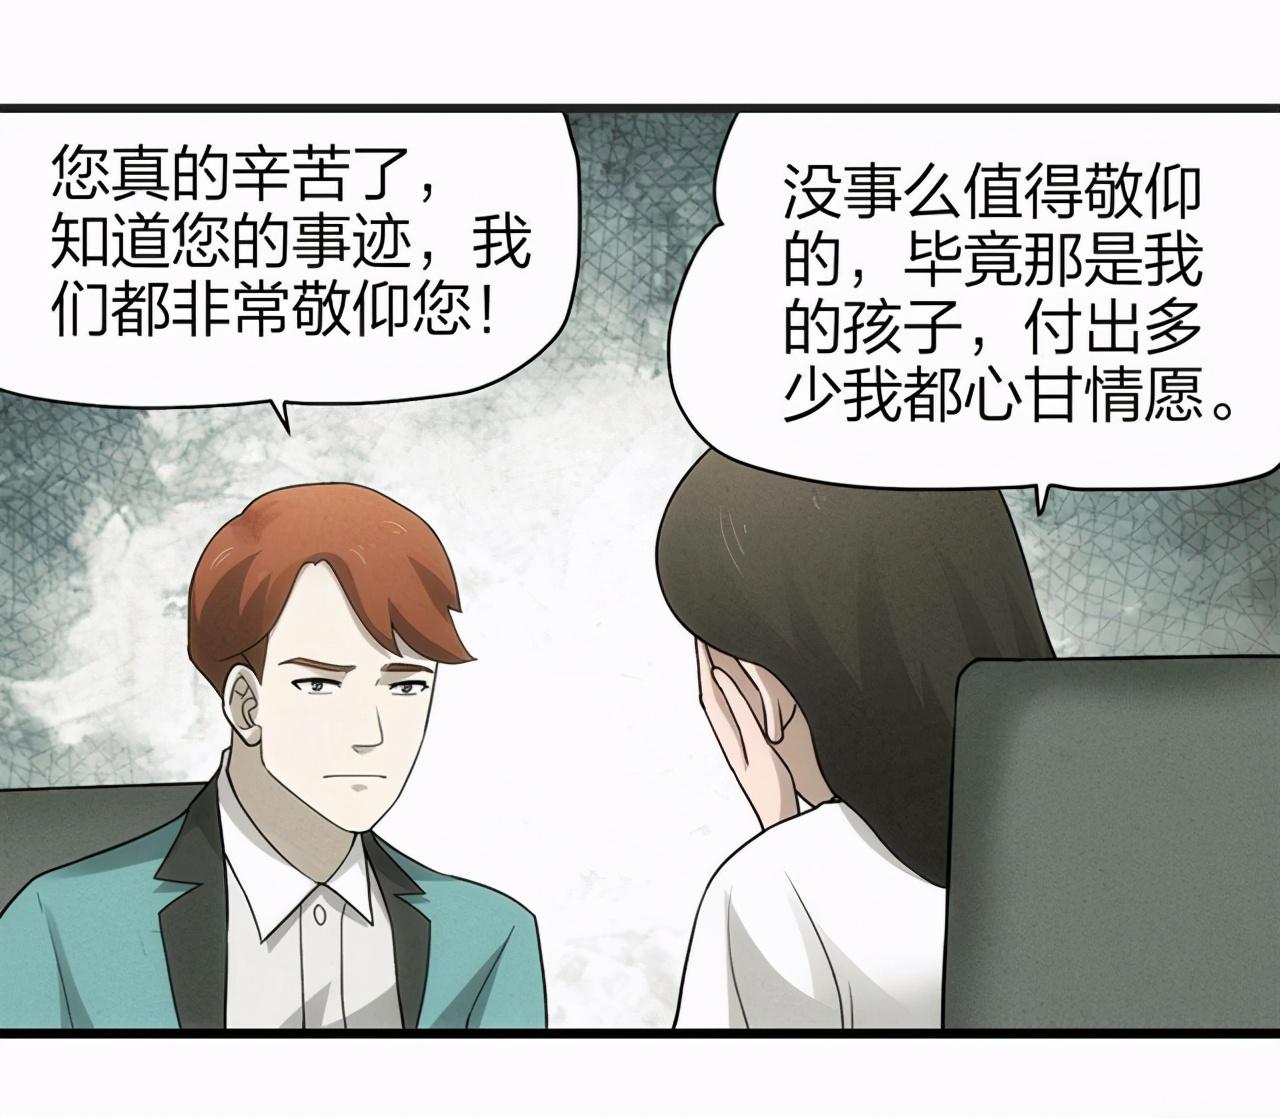 您真的辛苦了，
知道您的事迹，我
们都非常敬仰您！
没事么值得敬仰
的，毕竟那是我
的孩子，付出多
少我都心甘情愿。